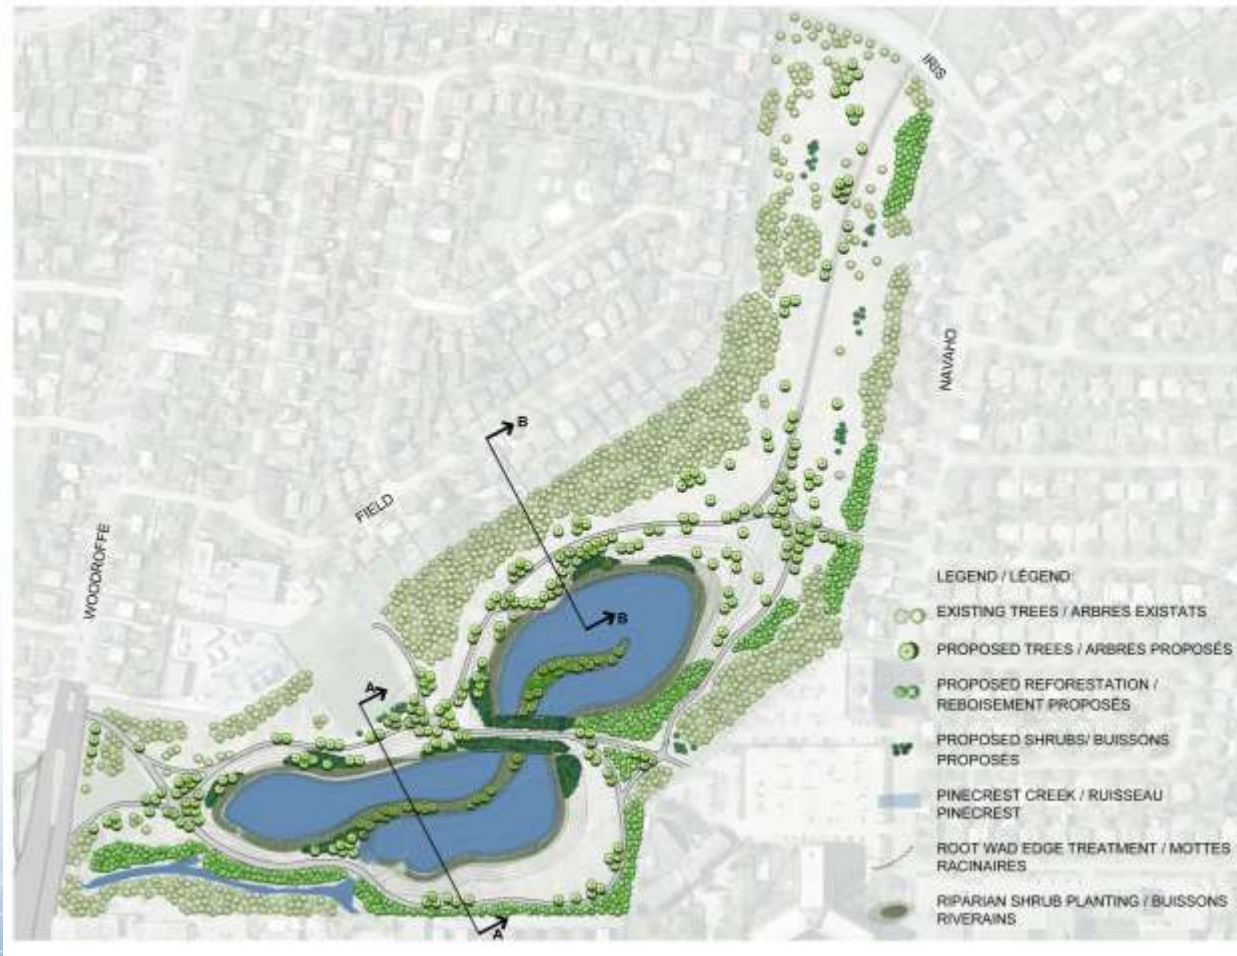 IRIS
NAVAHO
B
FIELD
WOODROFFE
B
A
A
LEGEND / LÉGEND:
EXISTING TREES / ARBRES EXISTATS
PROPOSED TREES / ARBRES PROPOSÉS
PROPOSED REFORESTATION /
REBOISEMENT PROPOSÉS
PROPOSED SHRUBS/ BUISSONS
PROPOSÉS
PINECREST CREEK / RUISSEAU
PINECREST
ROOT WAD EDGE TREATMENT / MOTTES
RACINAIRES
RIPARIAN SHRUB PLANTING / BUISSONS
RIVERAINS